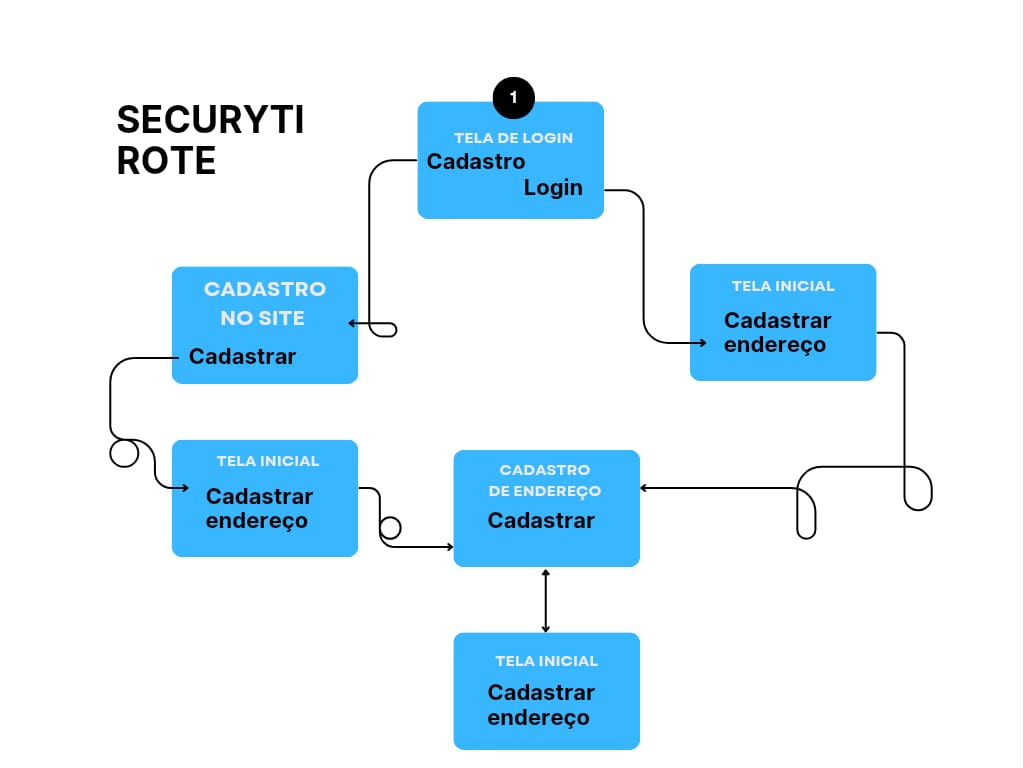 SECURYTI
ROTE
1
TELA DE LOGIN
Cadastro
Login
CADASTRO
NO SITE
Cadastrar
TELA INICIAL
Cadastrar
endereço
TELA INICIAL
Cadastrar
endereço
CADASTRO
DE ENDEREÇO
Cadastrar
TELA INICIAL
Cadastrar
endereço